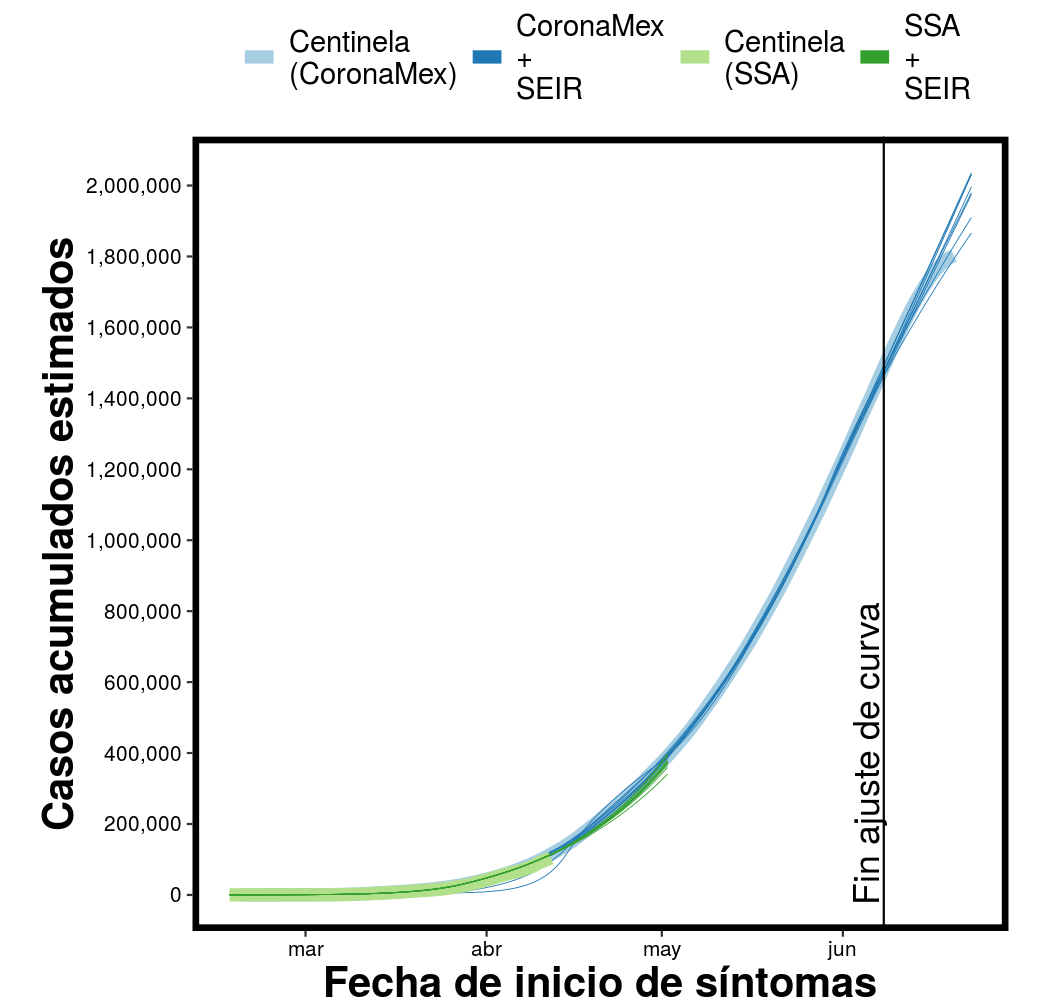 Centinela
(CoronaMex)
CoronaMex
+
SEIR
Centinela
(SSA)
SSA
+
SEIR
Casos acumulados estimados
2,000,000
1,800,000
1,600,000
1,400,000
1,200,000
1,000,000
800,000
600,000
400,000
200,000
0
Fin ajuste de curva
mar
abr
may
jun
Fecha de inicio de síntomas